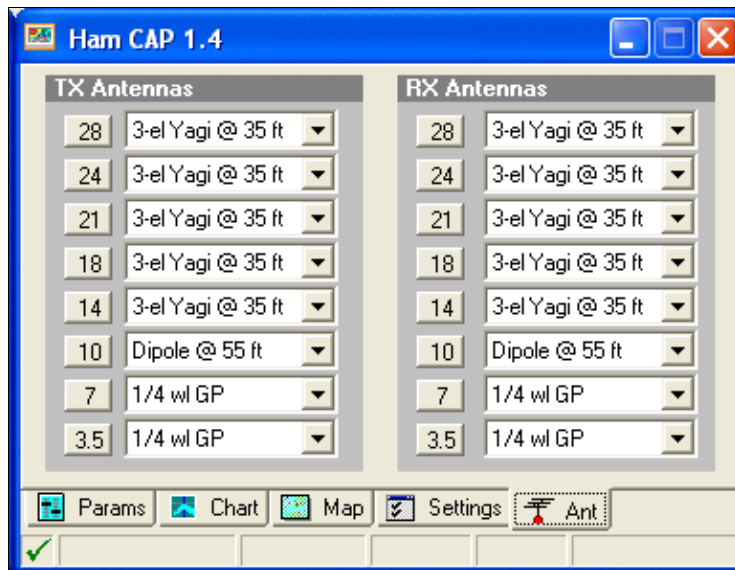 Ham CAP 1.4
TX Antennas
28 3-el Yagi @ 35 ft
24 3-el Yagi @ 35 ft
21 3-el Yagi @ 35 ft
18 3-el Yagi @ 35 ft
14 3-el Yagi @ 35 ft
10 Dipole @ 55 ft
7 1/4 wl GP
3.5 1/4 wl GP
RX Antennas
28 3-el Yagi @ 35 ft
24 3-el Yagi @ 35 ft
21 3-el Yagi @ 35 ft
18 3-el Yagi @ 35 ft
14 3-el Yagi @ 35 ft
10 Dipole @ 55 ft
7 1/4 wl GP
3.5 1/4 wl GP
Params Chart Map Settings Ant